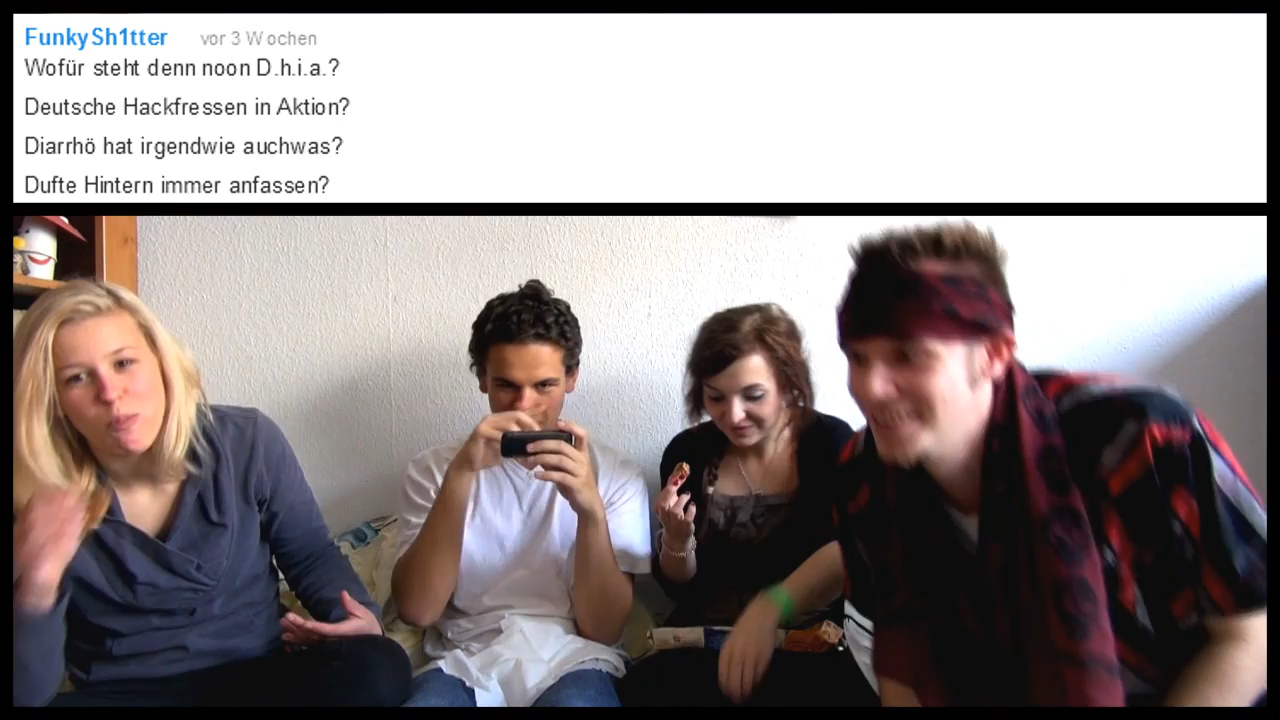 FunkySh1tter vor 3 Wochen
Wofür steht denn noon D.h.i.a.?
Deutsche Hackfressen in Aktion?
Diarrhö hat irgendwie auchwas?
Dufte Hintern immer anfassen?